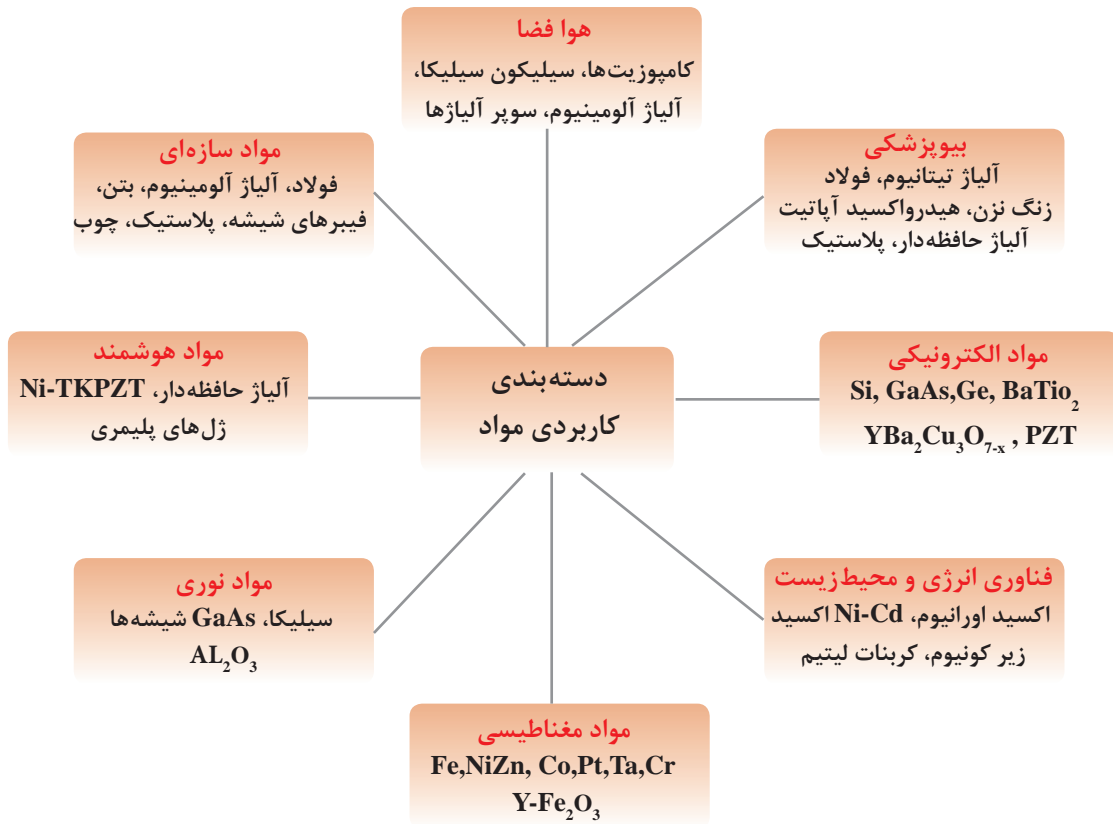 هوا فضا
کامپوزیت‌ها، سیلیکون سیلیکا،
آلیاژ آلومینیوم، سوپر آلیاژها
بیوپزشکی
آلیاژ تیتانیوم، فولاد
زنگ نزن، هیدرواکسید آپاتیت
آلیاژ حافظه‌دار، پلاستیک
مواد سازه‌ای
فولاد، آلیاژ آلومینیوم، بتن،
فیبرهای شیشه، پلاستیک، چوب
مواد الکترونیکی
Si, GaAs,Ge, BaTio₂
YBa₂Cu₃O₇₋ₓ , PZT
دسته‌بندی
کاربردی مواد
مواد هوشمند
آلیاژ حافظه‌دار، Ni-TKPZT
ژل‌های پلیمری
فناوری انرژی و محیط‌زیست
اکسید اورانیوم، Ni-Cd اکسید
زیر کونیوم، کربنات لیتیم
مواد نوری
سیلیکا، GaAs شیشه‌ها
AL₂O₃
مواد مغناطیسی
Fe,NiZn, Co,Pt,Ta,Cr
Y-Fe₂O₃